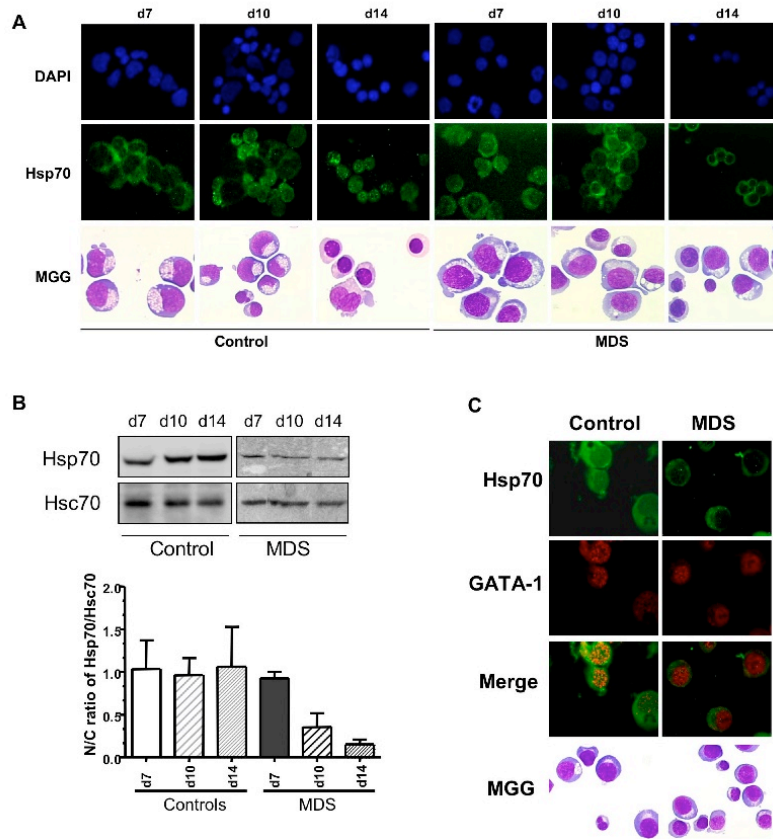 A
d7 d10 d14 d7 d10 d14
DAPI
Hsp70
MGG
Control MDS
B
d7 d10 d14 d7 d10 d14
Hsp70
Hsc70
Control MDS
N/C ratio of Hsp70/Hsc70
2.0
1.5
1.0
0.5
0.0
d7 d10 d14 d7 d10 d14
Controls MDS
C
Control MDS
Hsp70
GATA-1
Merge
MGG